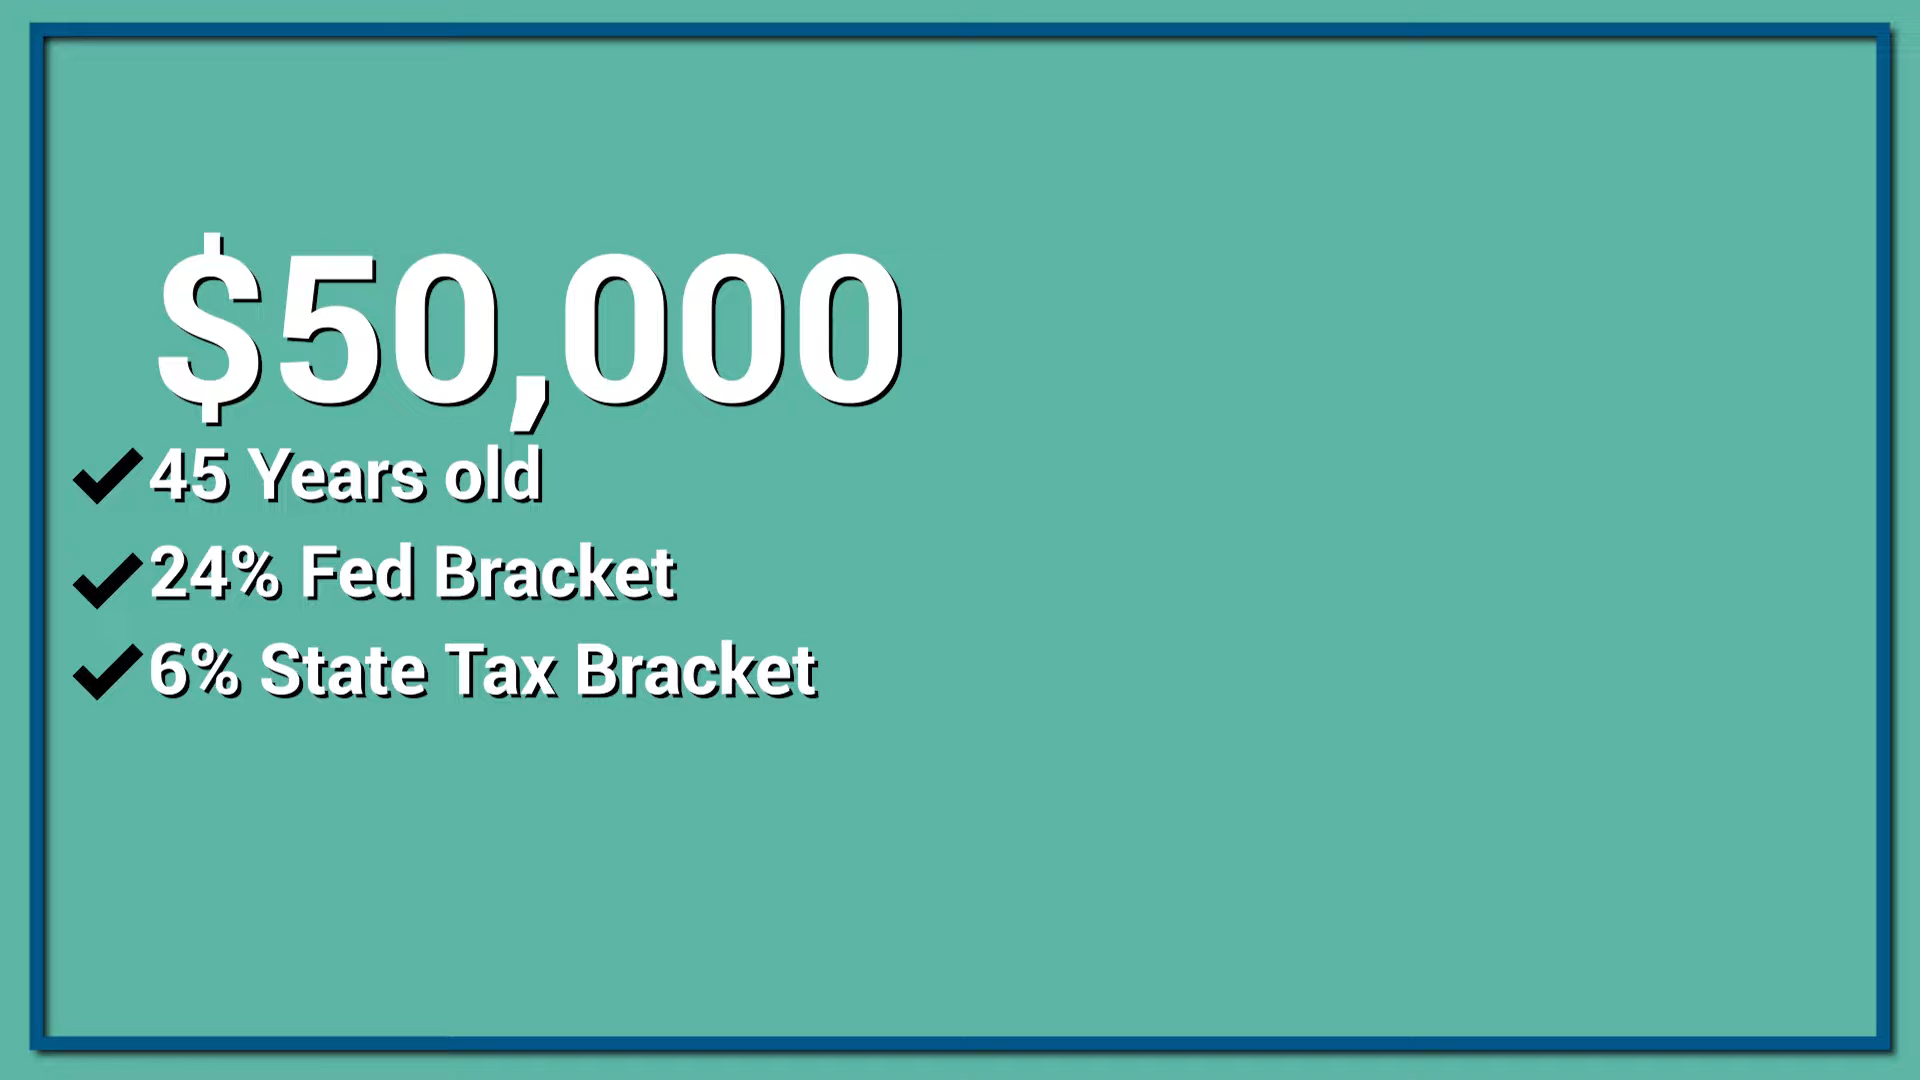 $50,000
45 Years old
24% Fed Bracket
6% State Tax Bracket